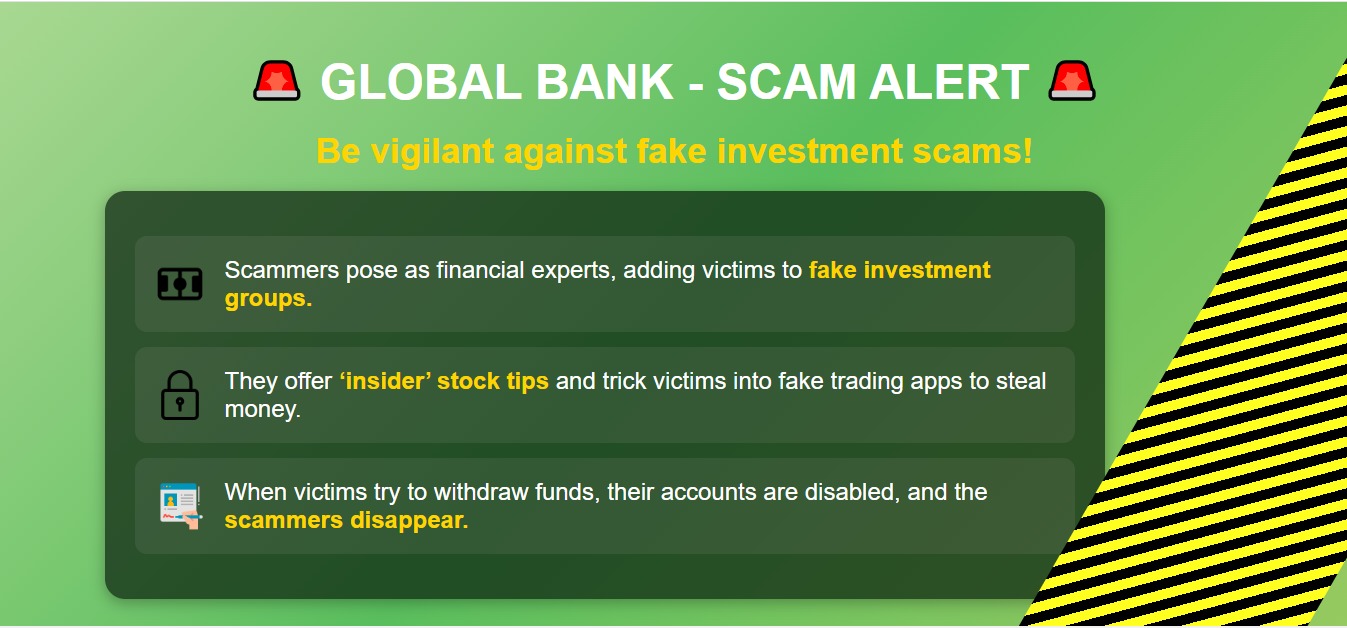 GLOBAL BANK - SCAM ALERT
Be vigilant against fake investment scams!
Scammers pose as financial experts, adding victims to fake investment
groups.
They offer ‘insider’ stock tips and trick victims into fake trading apps to steal
money.
When victims try to withdraw funds, their accounts are disabled, and the
scammers disappear.